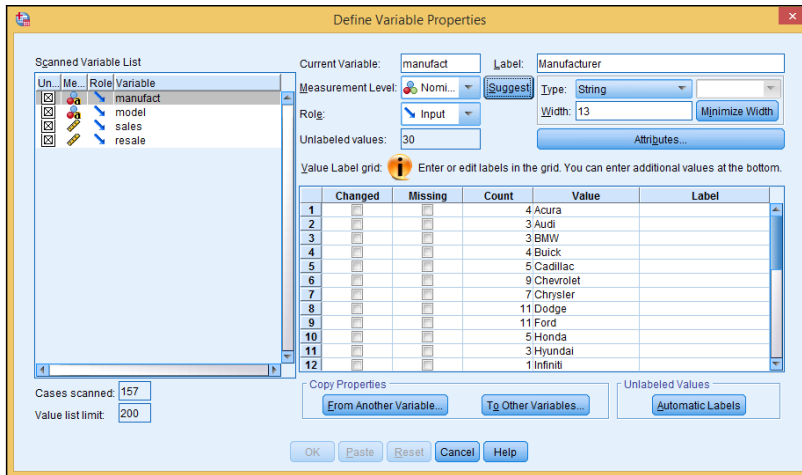 Define Variable Properties
Scanned Variable List
Un... Me... Role Variable
manufact
model
sales
resale
Cases scanned: 157
Value list limit: 200
Current Variable: manufact Label: Manufacturer
Measurement Level: Nomi... Suggest Type: String
Role: Input Width: 13 Minimize Width
Unlabeled values: 30 Attributes...
Value Label grid: Enter or edit labels in the grid. You can enter additional values at the bottom.
Changed Missing Count Value Label
1 4 Acura
2 3 Audi
3 3 BMW
4 4 Buick
5 5 Cadillac
6 9 Chevrolet
7 7 Chrysler
8 11 Dodge
9 11 Ford
10 5 Honda
11 3 Hyundai
12 1 Infiniti
Copy Properties Unlabeled Values
From Another Variable... To Other Variables... Automatic Labels
OK Paste Reset Cancel Help